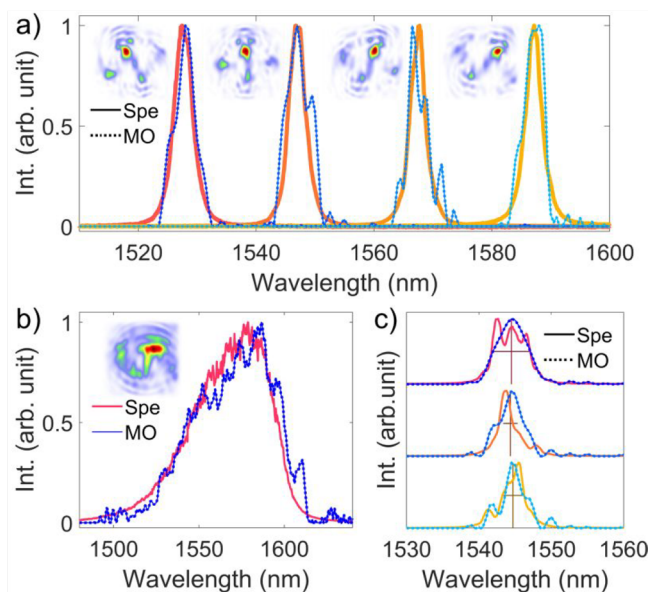 a)
1
Int. (arb. unit)
0.5
0
Spe
MO
1520
1540
1560
1580
1600
Wavelength (nm)
b)
1
Int. (arb. unit)
0.5
0
Spe
MO
1500
1550
1600
Wavelength (nm)
c)
Int. (arb.unit)
Spe
MO
1530
1540
1550
1560
Wavelength (nm)